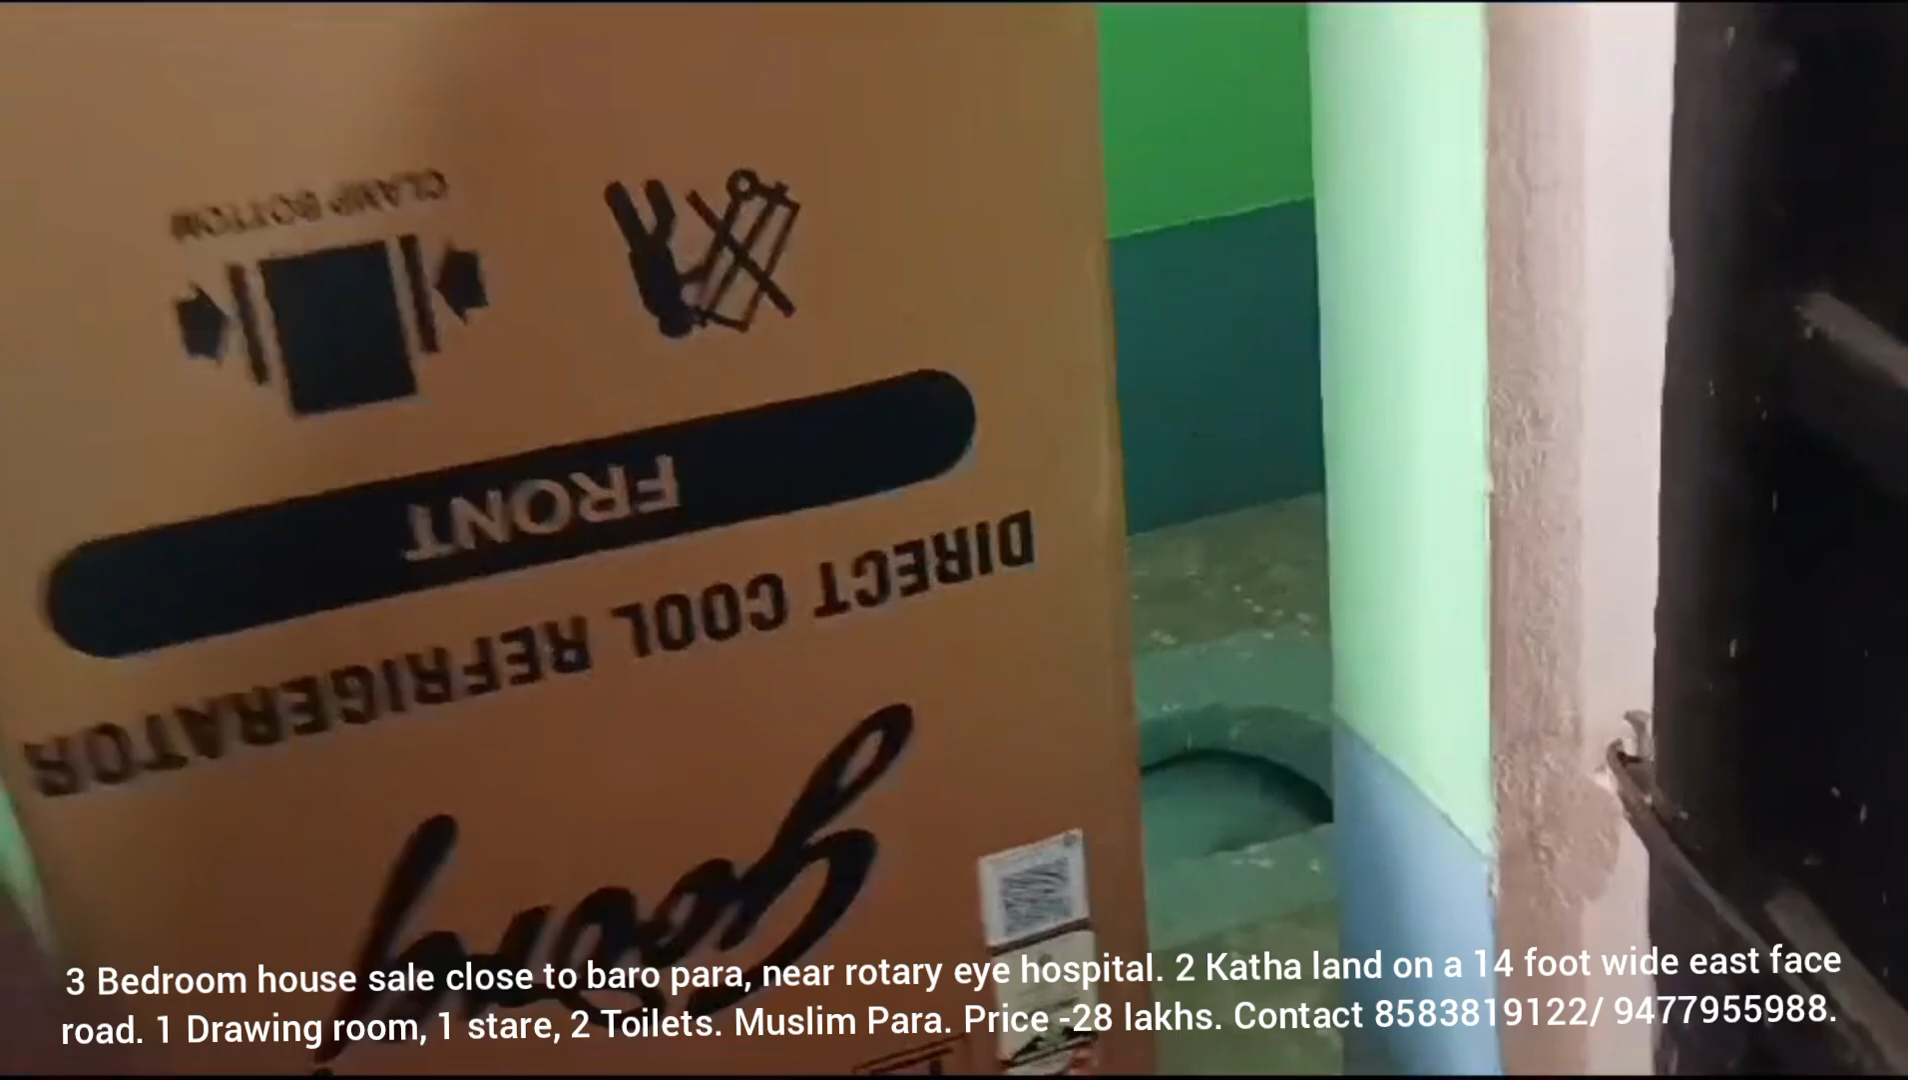 CLAMP BOTTOM
FRONT
DIRECT COOL REFRIGERATOR
godrej
3 Bedroom house sale close to baro para, near rotary eye hospital. 2 Katha land on a 14 foot wide east face
road. 1 Drawing room, 1 stare, 2 Toilets. Muslim Para. Price -28 lakhs. Contact 8583819122/ 9477955988.